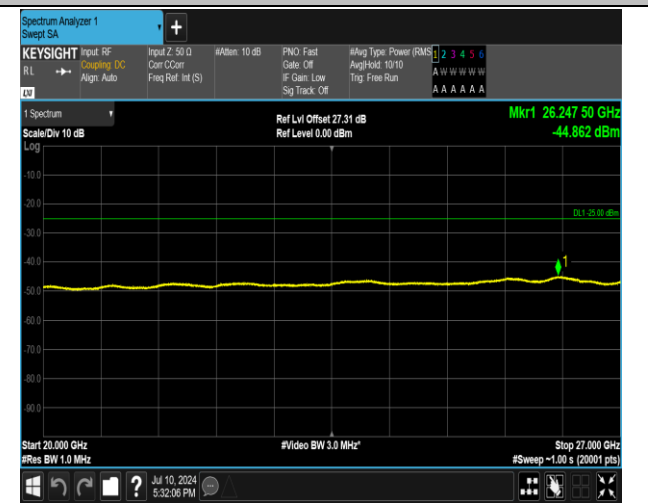 Spectrum Analyzer 1
Swept SA
+
KEYSIGHT
RL
Input: RF
Coupling: DC
Align: Auto
Input Z: 50 Ω
Corr CCorr
Freq Ref: Int (S)
#Atten: 10 dB
PNO: Fast
Gate: Off
IF Gain: Low
Sig Track: Off
#Avg Type: Power (RMS
Avg|Hold: 10/10
Trig: Free Run
1 2 3 4 5 6
A W W W W W
A A A A A A
LXI
1 Spectrum
Scale/Div 10 dB
Log
Ref Lvl Offset 27.31 dB
Ref Level 0.00 dBm
Mkr1 26.247 50 GHz
-44.862 dBm
-10.0
-20.0
DL1 -25.00 dBm
-30.0
-40.0
1
-50.0
-60.0
-70.0
-80.0
-90.0
Start 20.000 GHz
#Res BW 1.0 MHz
#Video BW 3.0 MHz*
Stop 27.000 GHz
#Sweep ~1.00 s (20001 pts)
?
Jul 10, 2024
5:32:06 PM